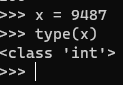 >>> x = 9487
>>> type(x)
<class 'int'>
>>>